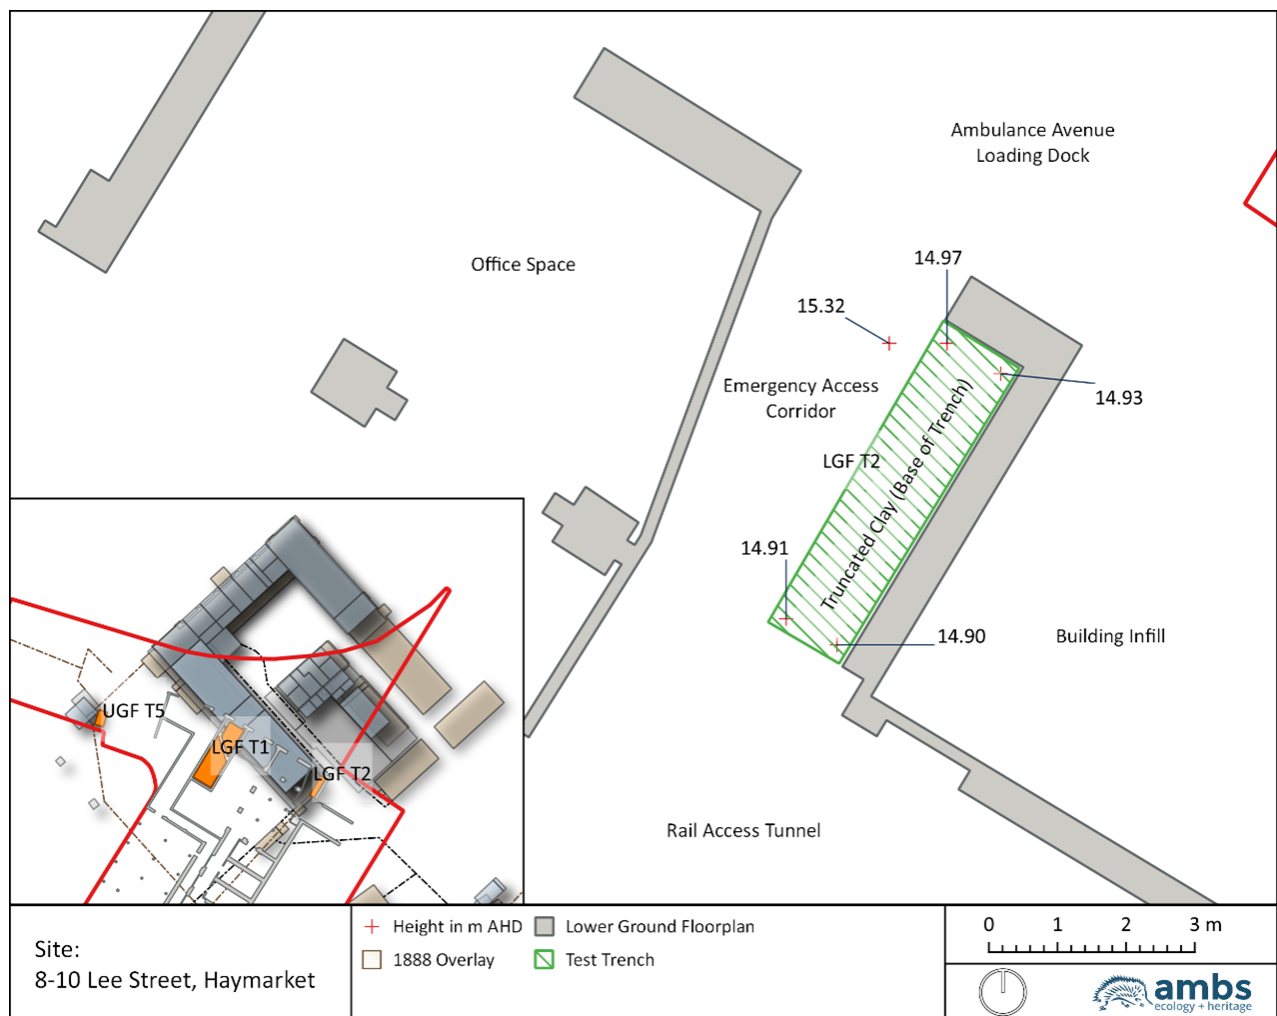 Ambulance Avenue
Loading Dock
Office Space
14.97
15.32
Emergency Access
Corridor
14.93
LGF T2
Truncated Clay (Base of Trench)
14.91
14.90
Building Infill
Rail Access Tunnel
UGF T5
LGF T1
LGF T2
Site:
8-10 Lee Street, Haymarket
Height in m AHD
Lower Ground Floorplan
1888 Overlay
Test Trench
0 1 2 3 m
ambs
ecology + heritage